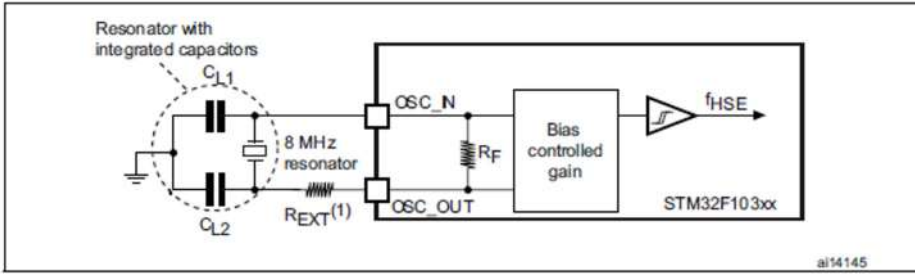 Resonator with
integrated capacitors
CL1
OSC_IN
fHSE
8 MHz
resonator
RF
Bias
controlled
gain
REXT(1)
OSC_OUT
STM32F103xx
CL2
ai14145